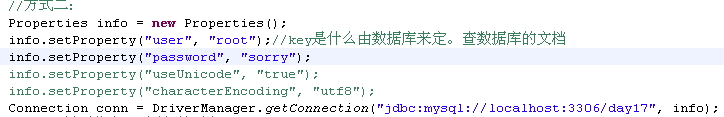 //方式二:
Properties info = new Properties();
info.setProperty("user", "root");//key是什么由数据库来定。查数据库的文档
info.setProperty("password", "sorry");
info.setProperty("useUnicode", "true");
info.setProperty("characterEncoding", "utf8");
Connection conn = DriverManager.getConnection("jdbc:mysql://localhost:3306/day17", info);